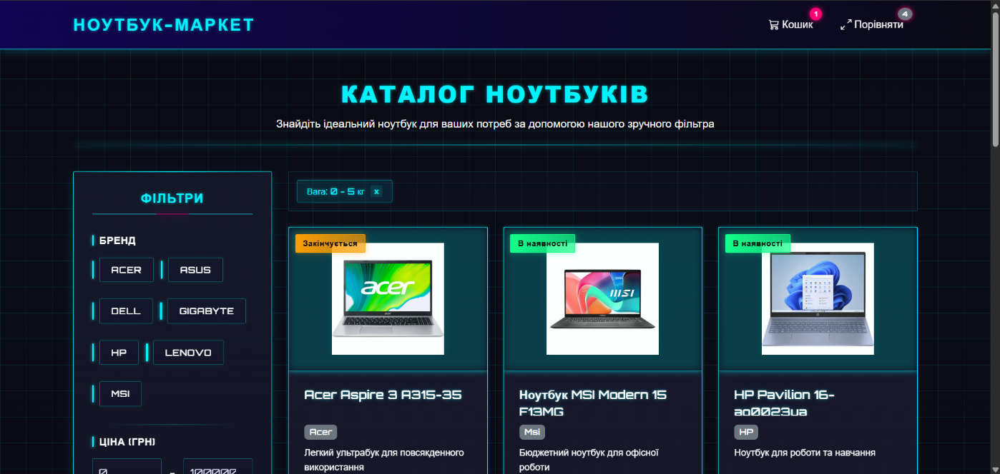 НОУТБУК-МАРКЕТ
Кошик 1
Порівняти 4
КАТАЛОГ НОУТБУКІВ
Знайдіть ідеальний ноутбук для ваших потреб за допомогою нашого зручного фільтра
ФІЛЬТРИ
БРЕНД
ACER ASUS
DELL GIGABYTE
HP LENOVO
MSI
ЦІНА (ГРН)
0 - 100000
Вага: 0 - 5 кг x
Закінчується
acer
Acer Aspire 3 A315-35
Acer
Легкий ультрабук для повсякденного
використання
В наявності
msi
Ноутбук MSI Modern 15
F13MG
Msi
Бюджетний ноутбук для офісної
роботи
В наявності
HP Pavilion 16-
ao0023ua
HP
Ноутбук для роботи та навчання